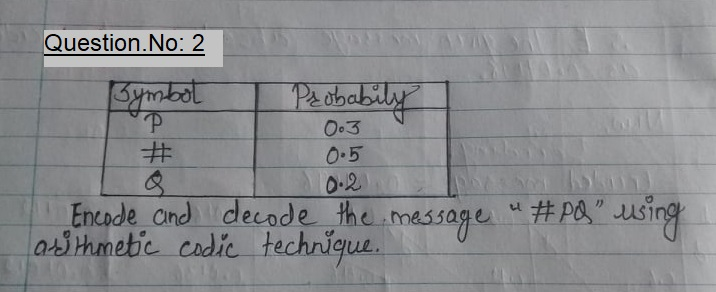 Question.No: 2
Symbol Probabily
P 0.3
# 0.5
Q 0.2
Encode and decode the message "#PQ" using
arithmetic codic technique.